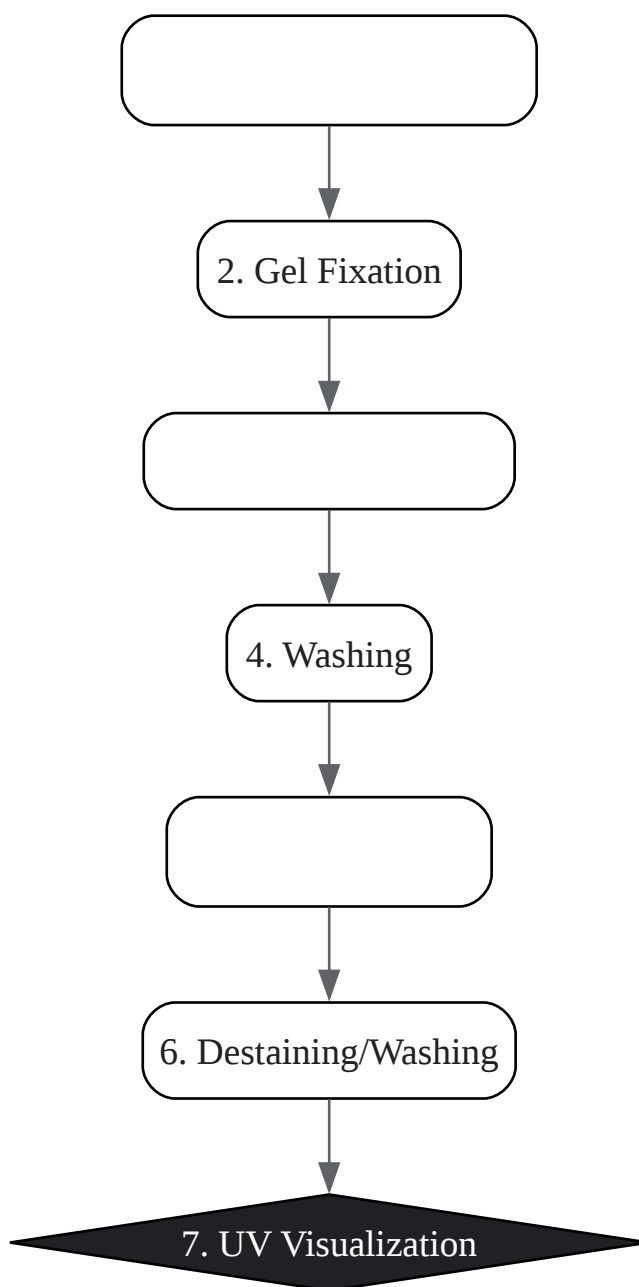 2. Gel Fixation
4. Washing
6. Destaining/Washing
7. UV Visualization